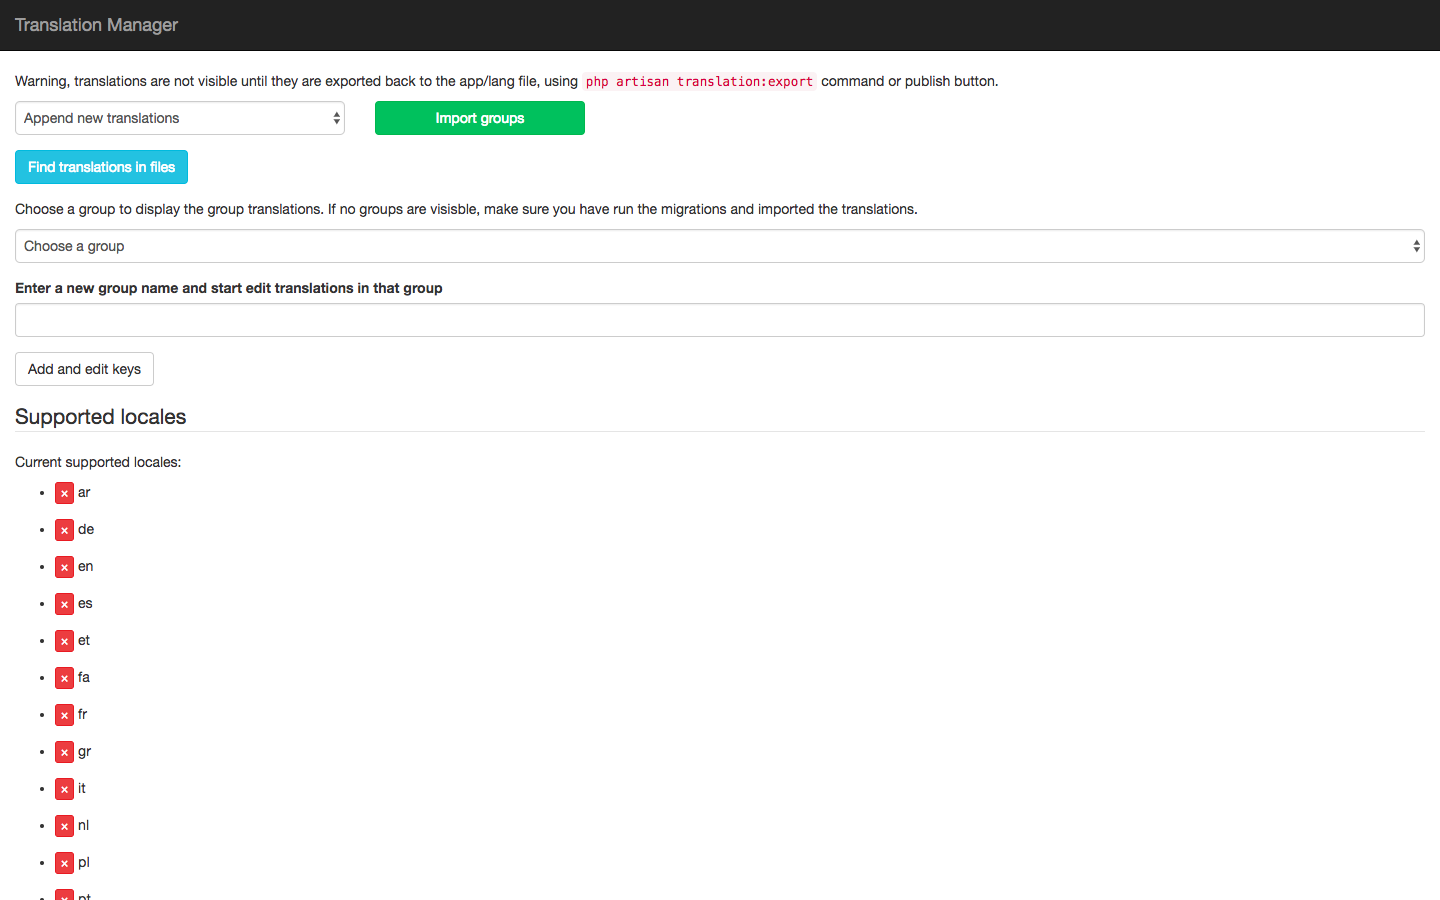 Translation Manager
Warning, translations are not visible until they are exported back to the app/lang file, using php artisan translation:export command or publish button.
Append new translations
Import groups
Find translations in files
Choose a group to display the group translations. If no groups are visisble, make sure you have run the migrations and imported the translations.
Choose a group
Enter a new group name and start edit translations in that group
Add and edit keys
Supported locales
Current supported locales:
× ar
× de
× en
× es
× et
× fa
× fr
× gr
× it
× nl
× pl
× pt